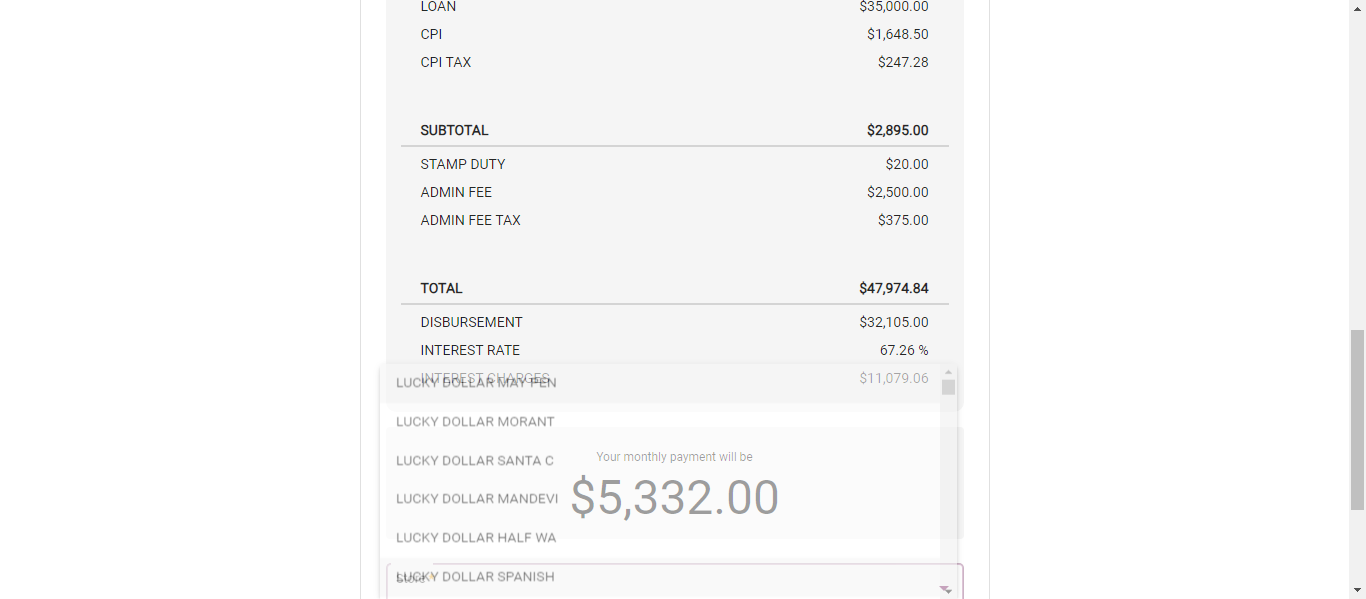 LOAN $35,000.00
CPI $1,648.50
CPI TAX $247.28
SUBTOTAL $2,895.00
STAMP DUTY $20.00
ADMIN FEE $2,500.00
ADMIN FEE TAX $375.00
TOTAL $47,974.84
DISBURSEMENT $32,105.00
INTEREST RATE 67.26 %
INTEREST CHARGES $11,079.06
LUCKY DOLLAR MAY PEN
LUCKY DOLLAR MORANT
Your monthly payment will be
LUCKY DOLLAR SANTA C
$5,332.00
LUCKY DOLLAR MANDEVI
LUCKY DOLLAR HALF WA
LUCKY DOLLAR SPANISH
Store *